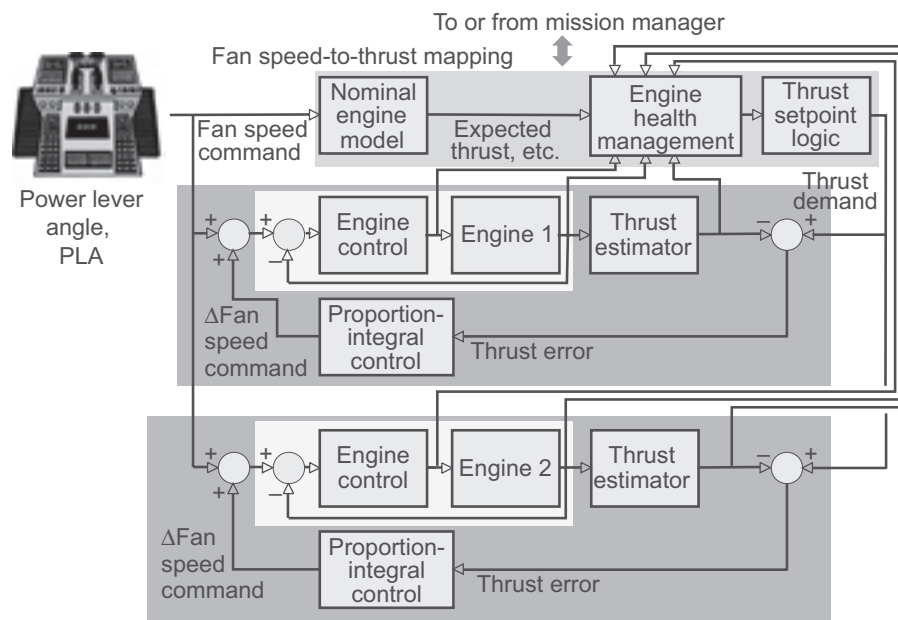 To or from mission manager
Fan speed-to-thrust mapping
Nominal
engine
model
Engine
health
management
Thrust
setpoint
logic
Fan speed
command
Expected
thrust, etc.
Power lever
angle,
PLA
Thrust
demand
+
+
+
−
Engine
control
Engine 1
Thrust
estimator
−
+
ΔFan
speed
command
Proportion-
integral
control
Thrust error
+
+
+
−
Engine
control
Engine 2
Thrust
estimator
−
+
ΔFan
speed
command
Proportion-
integral
control
Thrust error